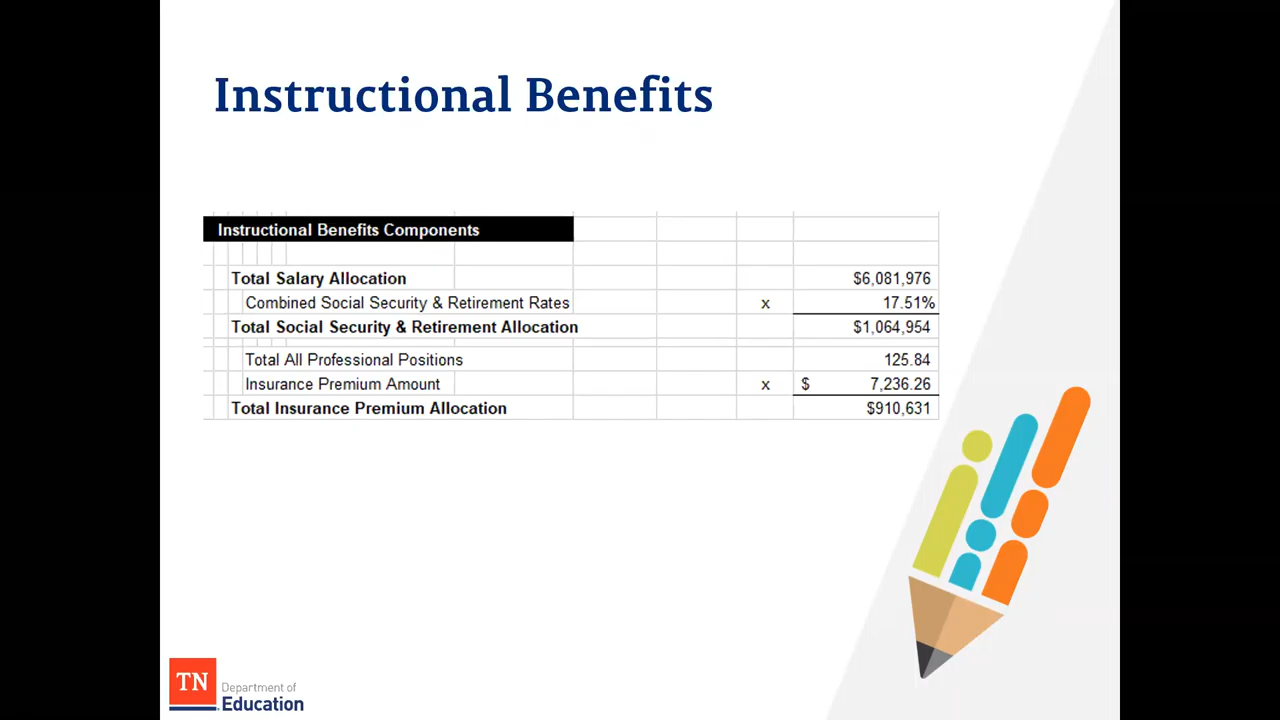 Instructional Benefits
Instructional Benefits Components
Total Salary Allocation $6,081,976
Combined Social Security & Retirement Rates x 17.51%
Total Social Security & Retirement Allocation $1,064,954
Total All Professional Positions 125.84
Insurance Premium Amount x $ 7,236.26
Total Insurance Premium Allocation $910,631
TN
Department of
Education